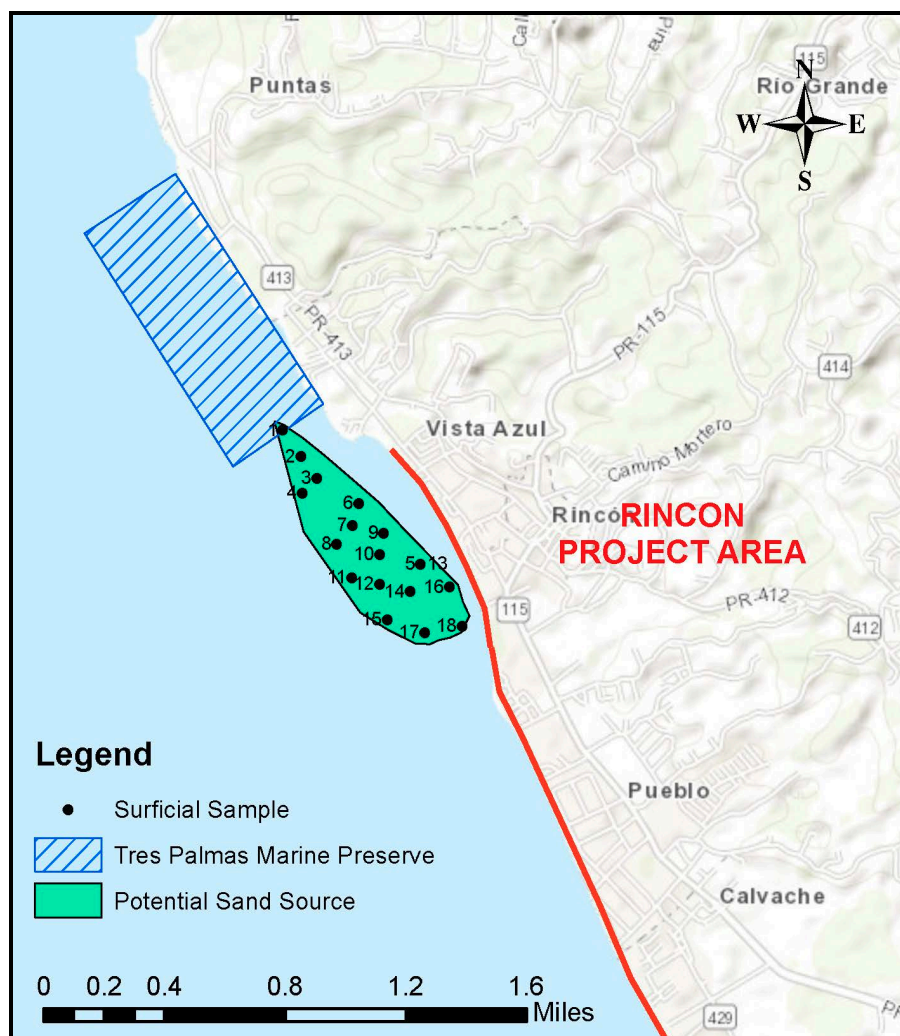 115
Puntas
N
Río Grande
W
E
S
413
PR-413
PR-115
414
Vista Azul
Camino Mortero
1
2
3
4
6
7
9
8
10
5
13
11
12
14
16
15
17
18
Rincón
RINCON
PROJECT AREA
PR-412
115
412
Legend
Surficial Sample
Tres Palmas Marine Preserve
Potential Sand Source
Pueblo
Calvache
0 0.2 0.4 0.8 1.2 1.6
Miles
429